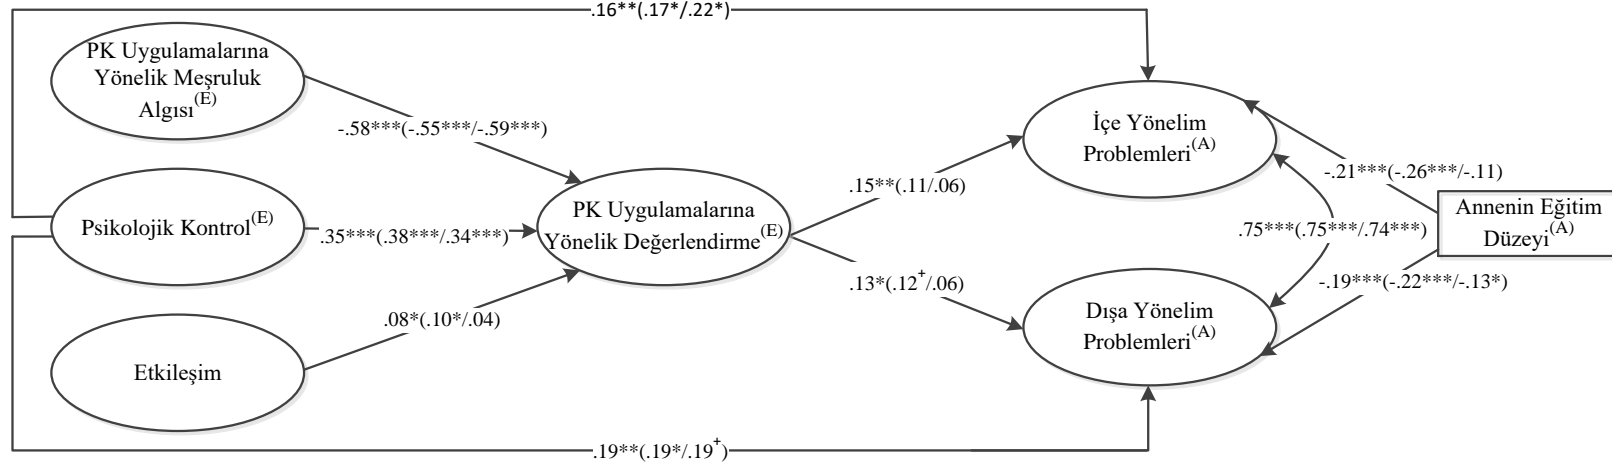 .16**(.17*/.22*)
PK Uygulamalarına
Yönelik Meşruluk
Algısı(E)
-.58***(-.55***/-.59***)
Psikolojik Kontrol(E)
.35***(.38***/.34***)
Etkileşim
.08*(.10*/.04)
PK Uygulamalarına
Yönelik Değerlendirme(E)
.15**(.11/.06)
.13*(.12+/.06)
İçe Yönelim
Problemleri(A)
Dışa Yönelim
Problemleri(A)
-.21***(-.26***/-.11)
.75***(.75***/.74***)
-.19***(-.22***/-.13*)
Annenin Eğitim
Düzeyi(A)
.19**(.19*/.19+)